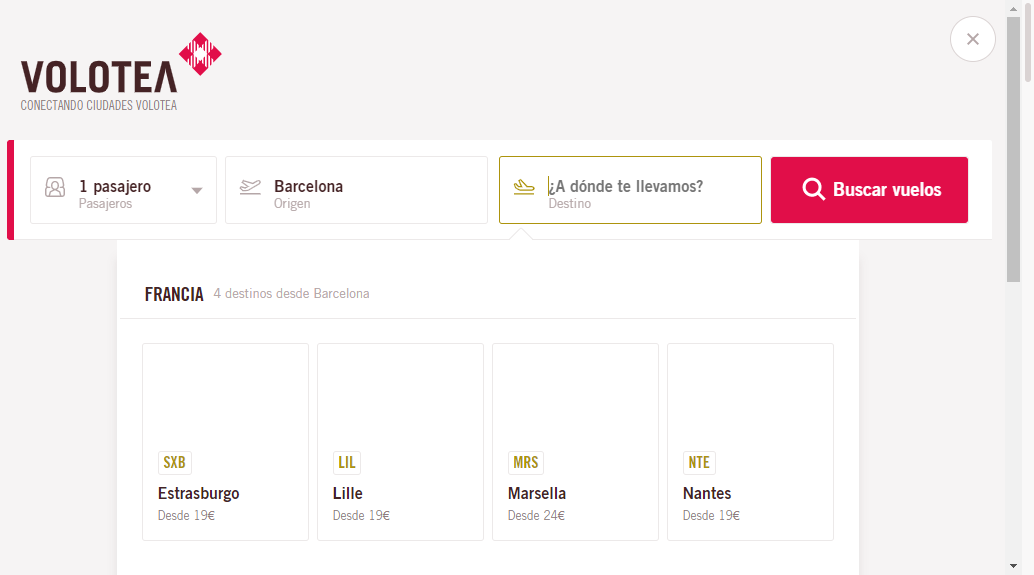 VOLOTEA
CONECTANDO CIUDADES VOLOTEA
1 pasajero
Pasajeros
Barcelona
Origen
¿A dónde te llevamos?
Destino
Buscar vuelos
FRANCIA 4 destinos desde Barcelona
SXB
Estrasburgo
Desde 19€
LIL
Lille
Desde 19€
MRS
Marsella
Desde 24€
NTE
Nantes
Desde 19€